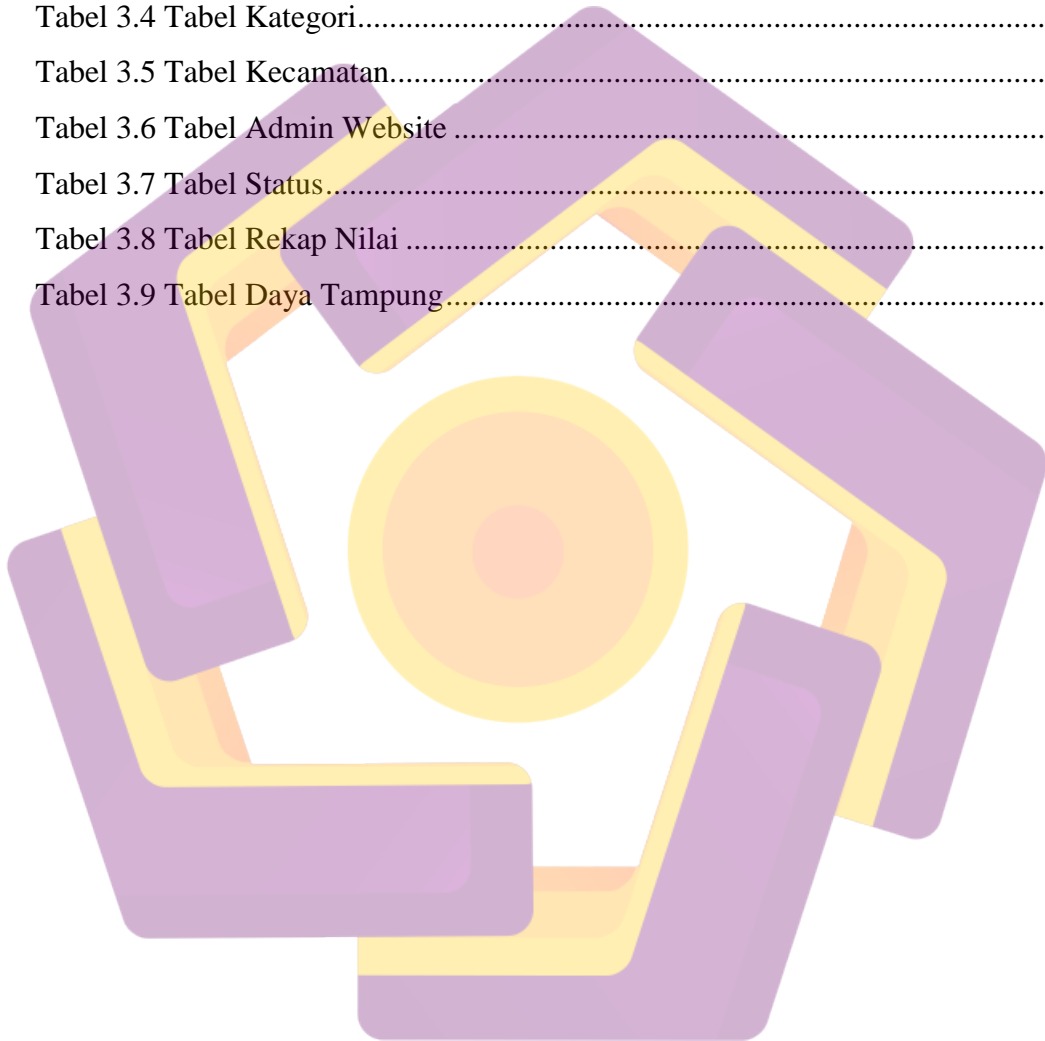 Tabel 3.4 Tabel Kategori..........................................................................................................
Tabel 3.5 Tabel Kecamatan.....................................................................................................
Tabel 3.6 Tabel Admin Website ............................................................................................
Tabel 3.7 Tabel Status...............................................................................................................
Tabel 3.8 Tabel Rekap Nilai ...................................................................................................
Tabel 3.9 Tabel Daya Tampung..............................................................................................